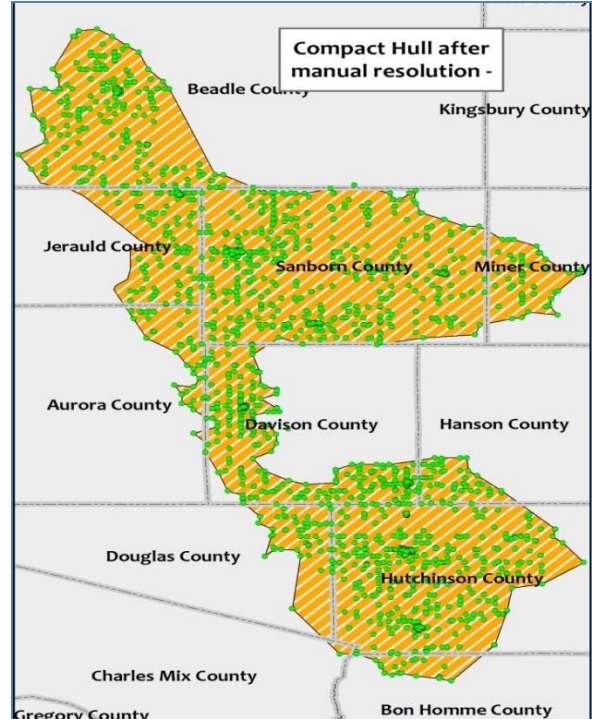 Compact Hull after
manual resolution -
Beadle County
Kingsbury County
Jerauld County
Sanborn County
Miner County
Aurora County
Davison County
Hanson County
Douglas County
Hutchinson County
Charles Mix County
Gregory County
Bon Homme County